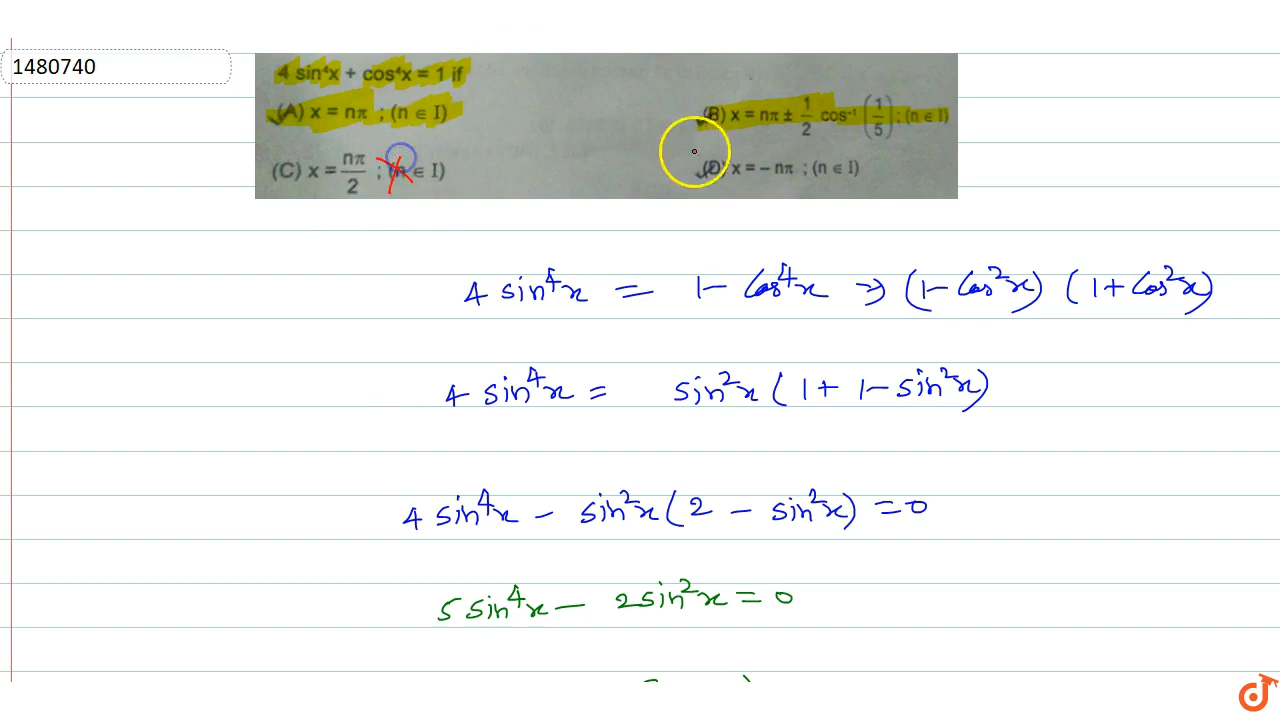 1480740
4 sin⁴x + cos⁴x = 1 if
(A) x = nπ ; (n ∈ I)
(B) x = nπ ± 1/2 cos⁻¹ (1/5) ; (n ∈ I)
(C) x = nπ/2 ; (n ∈ I)
(D) x = – nπ ; (n ∈ I)
4 sin⁴x = 1 - Cos⁴x ⇒ (1 - Cos²x) (1 + Cos²x)
4 sin⁴x = sin²x (1 + 1 - sin²x)
4 sin⁴x - sin²x (2 - sin²x) = 0
5 sin⁴x - 2 sin²x = 0